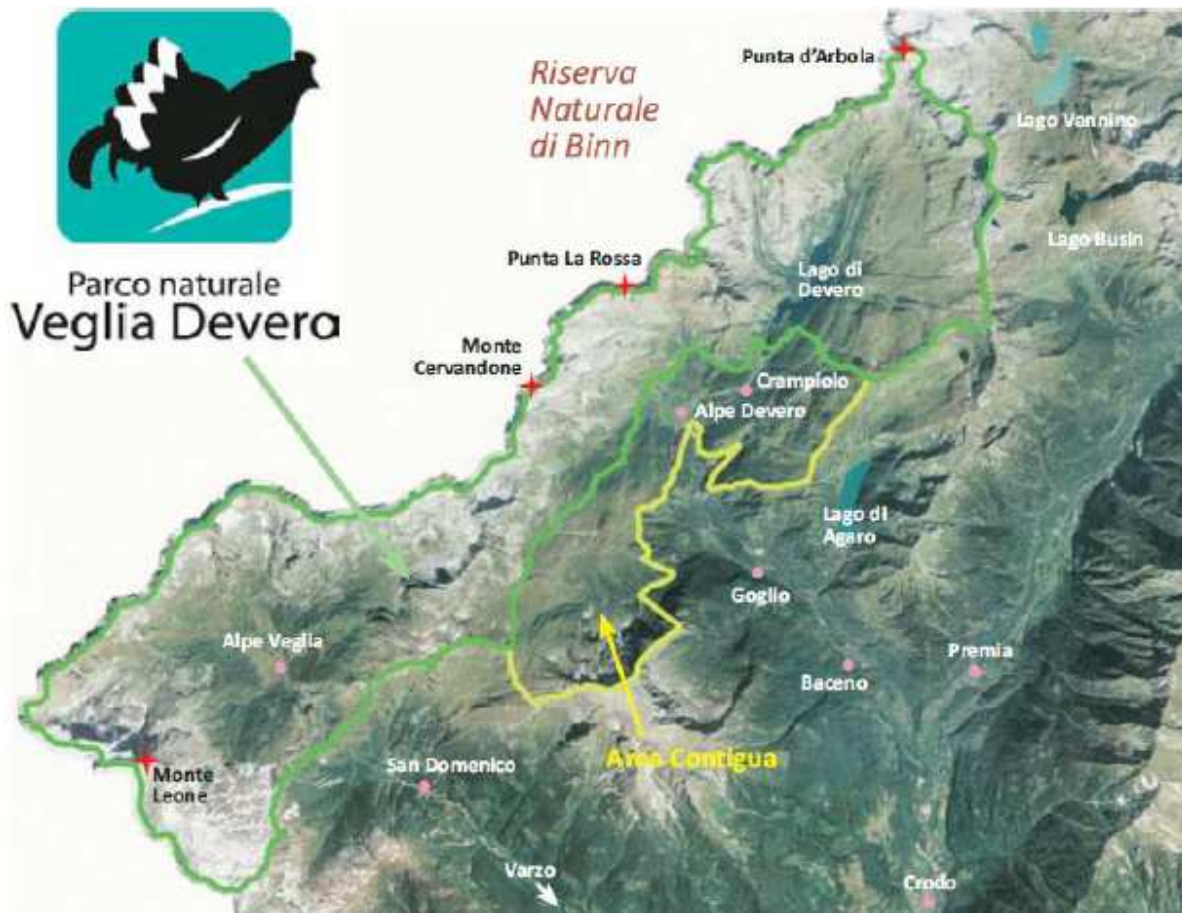 Punta d'Arbola
Riserva
Naturale
di Binn
Lago Vannino
Lago Busin
Parco naturale
Veglia Devero
Punta La Rossa
Lago di
Devero
Monte
Cervandone
Crampiolo
Alpe Devero
Lago di
Agaro
Goglio
Alpe Veglia
Premia
Baceno
Area Contigua
San Domenico
Monte
Leone
Varzo
Crodo